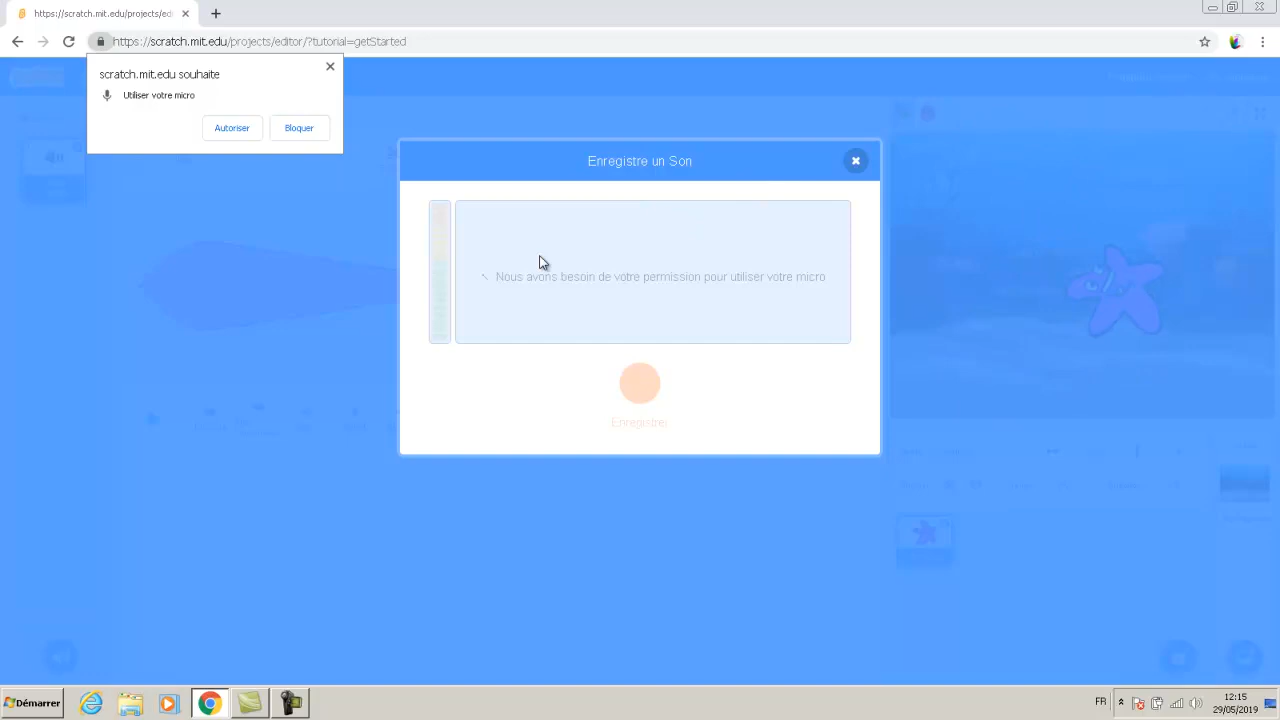 https://scratch.mit.edu/projects/edi
https://scratch.mit.edu/projects/editor/?tutorial=getStarted
scratch.mit.edu souhaite
Utiliser votre micro
Autoriser
Bloquer
Enregistre un Son
Nous avons besoin de votre permission pour utiliser votre micro
Enregistrer
Démarrer
FR
12:15
29/05/2019